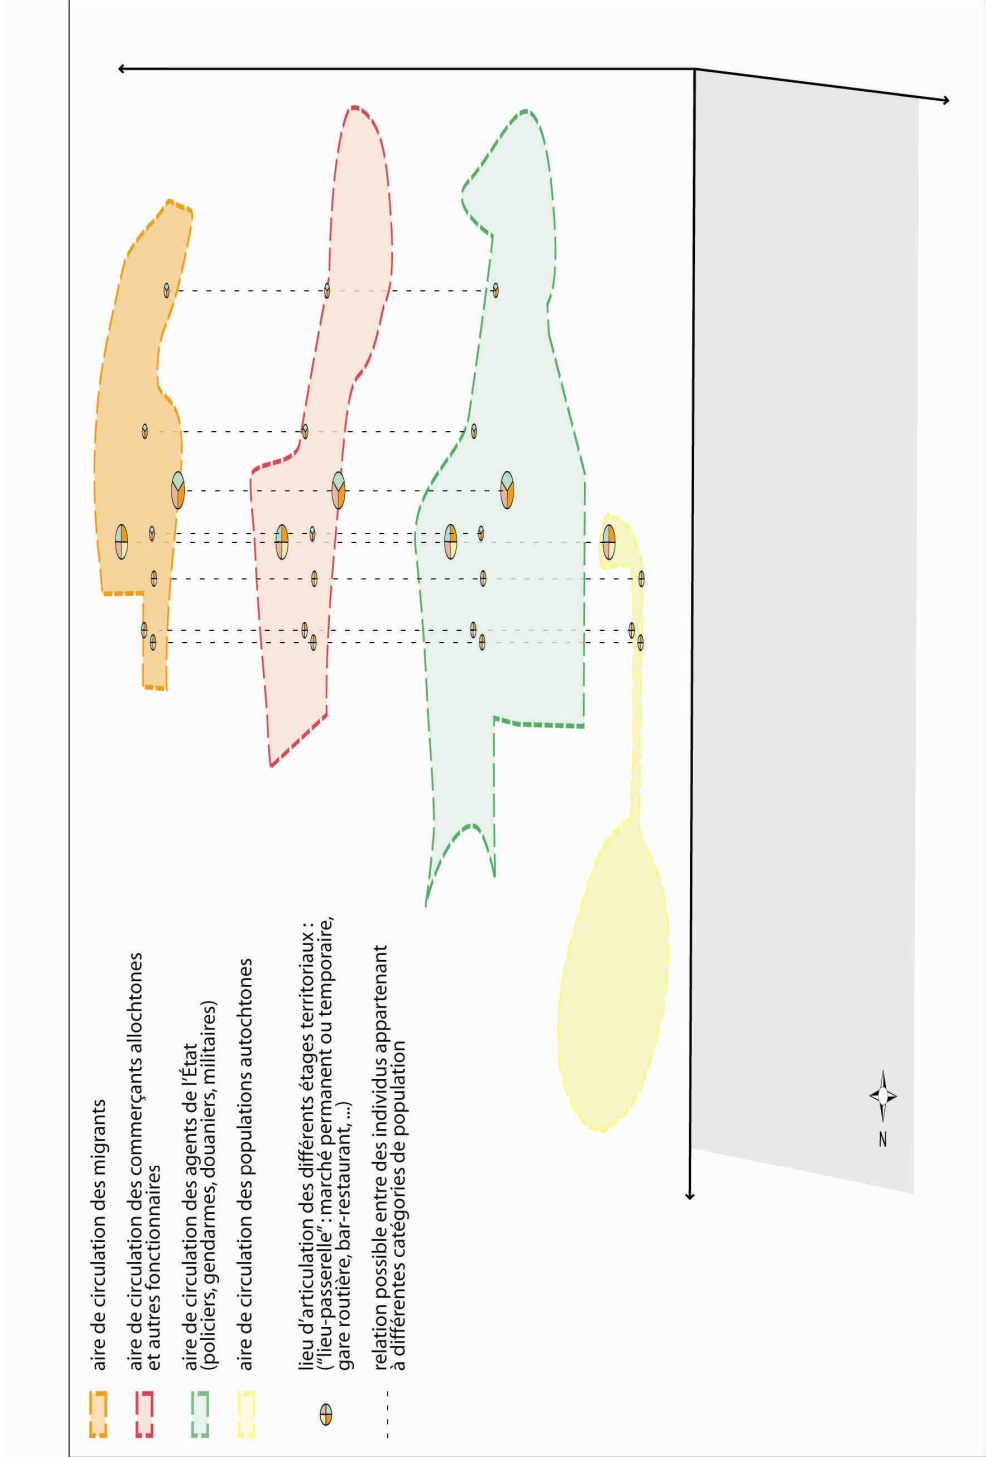 aire de circulation des migrants
aire de circulation des commerçants allochtones
et autres fonctionnaires
aire de circulation des agents de l'État
(policiers, gendarmes, douaniers, militaires)
aire de circulation des populations autochtones
lieu d'articulation des différents étages territoriaux :
("lieu-passerelle" : marché permanent ou temporaire,
gare routière, bar-restaurant, ...)
relation possible entre des individus appartenant
à différentes catégories de population
N